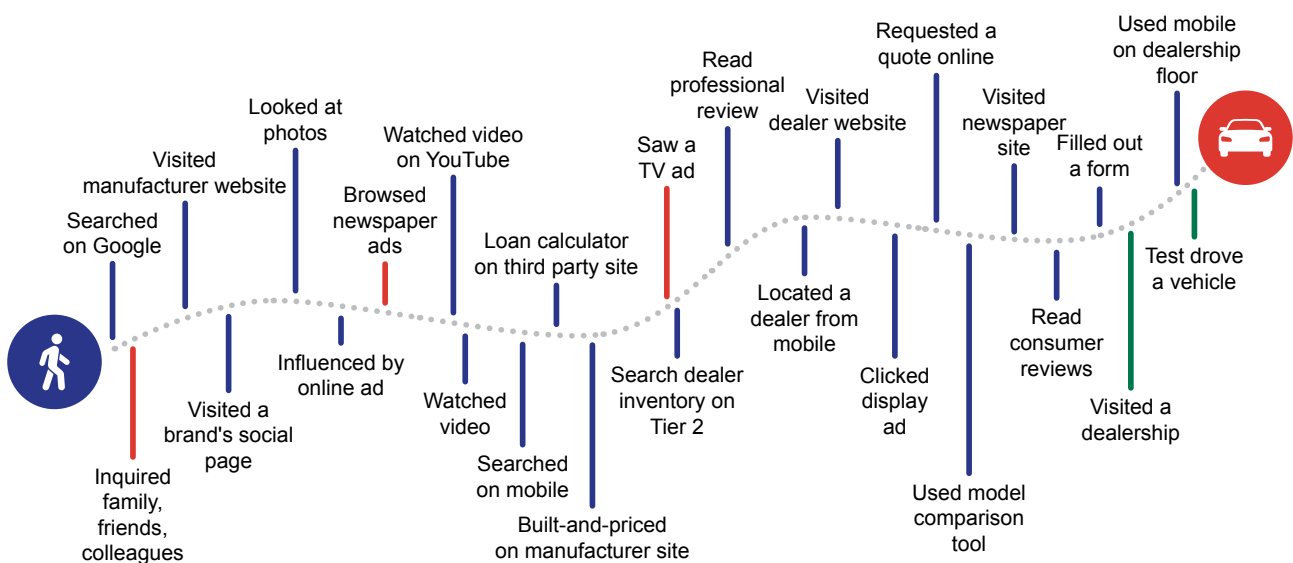 Searched
on Google
Inquired
family,
friends,
colleagues
Visited
manufacturer website
Visited a
brand's social
page
Looked at
photos
Influenced by
online ad
Browsed
newspaper
ads
Watched video
on YouTube
Watched
video
Searched
on mobile
Loan calculator
on third party site
Built-and-priced
on manufacturer site
Saw a
TV ad
Search dealer
inventory on
Tier 2
Read
professional
review
Located a
dealer from
mobile
Visited
dealer website
Clicked
display
ad
Requested a
quote online
Used model
comparison
tool
Visited
newspaper
site
Read
consumer
reviews
Filled out
a form
Visited a
dealership
Used mobile
on dealership
floor
Test drove
a vehicle